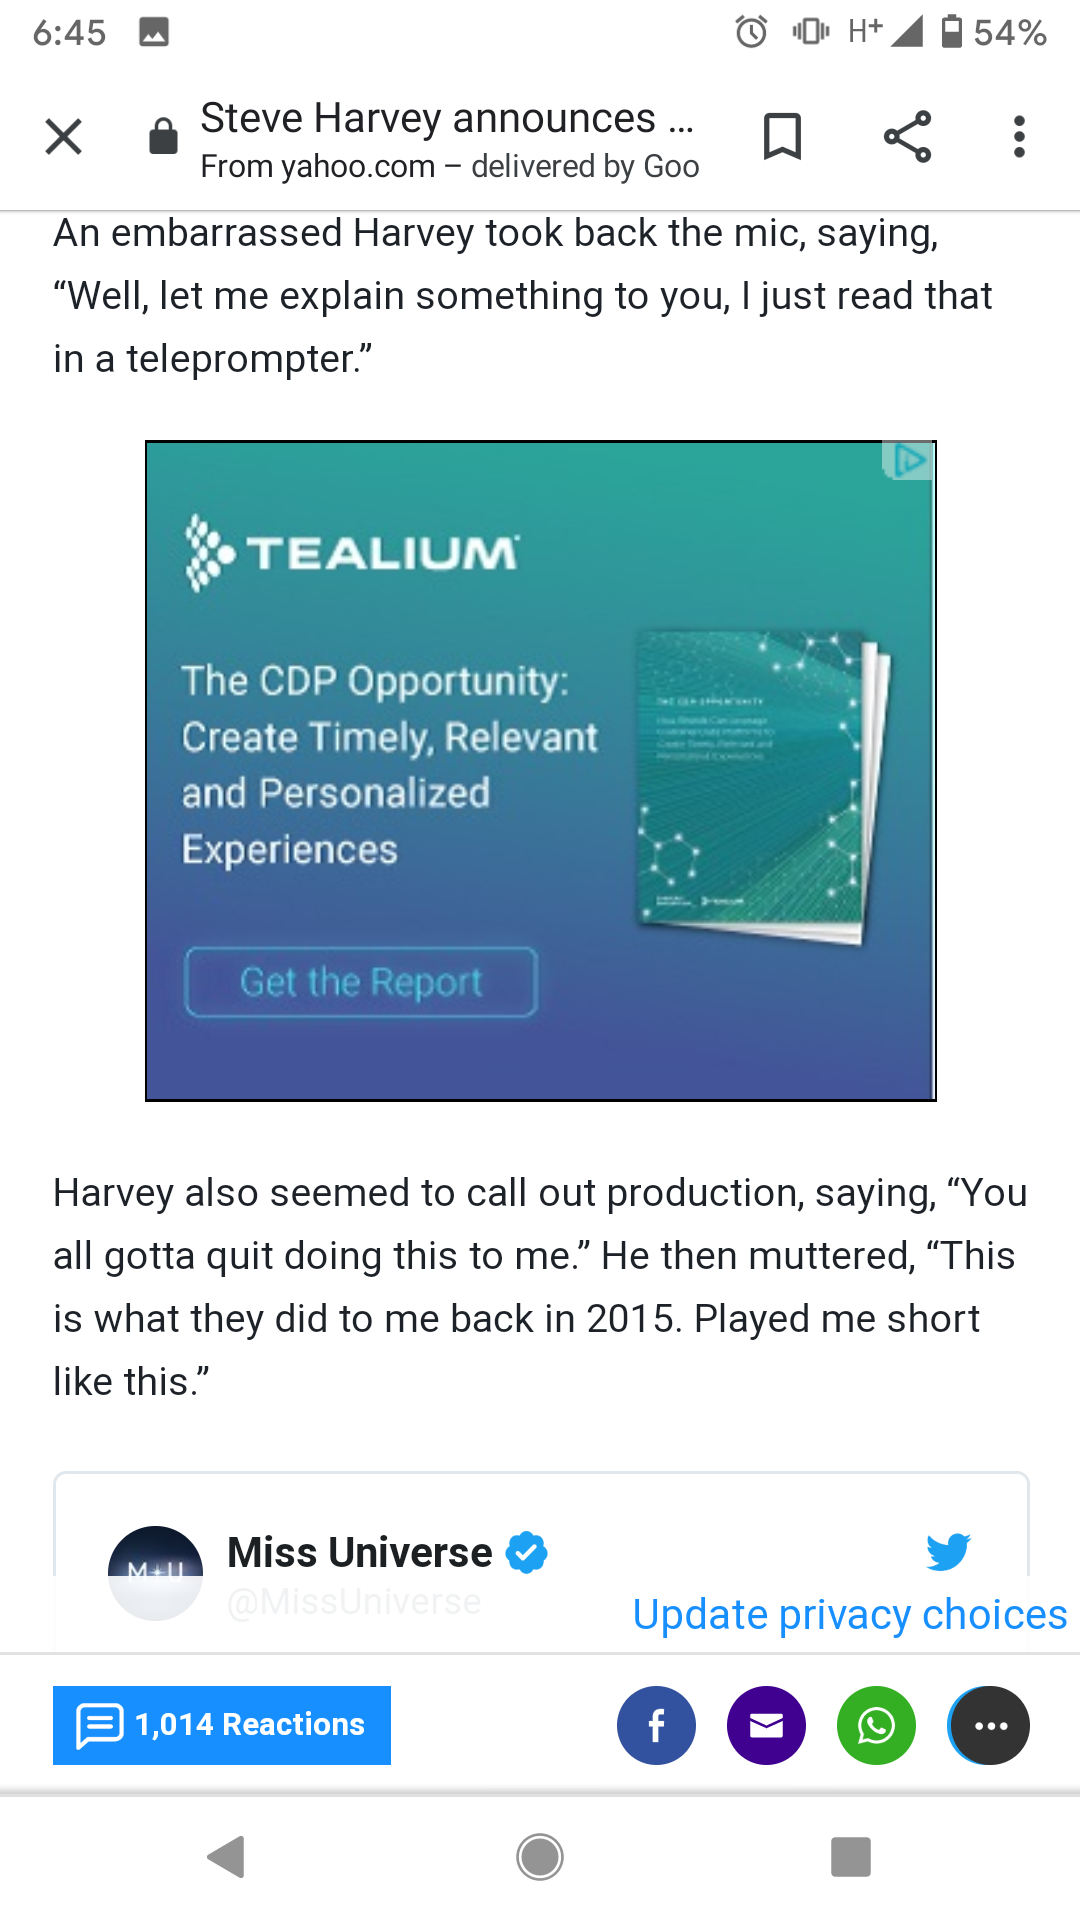 6:45
H+
54%
Steve Harvey announces ...
From yahoo.com – delivered by Goo
An embarrassed Harvey took back the mic, saying,
“Well, let me explain something to you, I just read that
in a teleprompter.”
TEALIUM
The CDP Opportunity:
Create Timely, Relevant
and Personalized
Experiences
THE CDP OPPORTUNITY
TEALIUM
Get the Report
Harvey also seemed to call out production, saying, “You
all gotta quit doing this to me.” He then muttered, “This
is what they did to me back in 2015. Played me short
like this.”
M+U
Miss Universe
@MissUniverse
Update privacy choices
1,014 Reactions
f